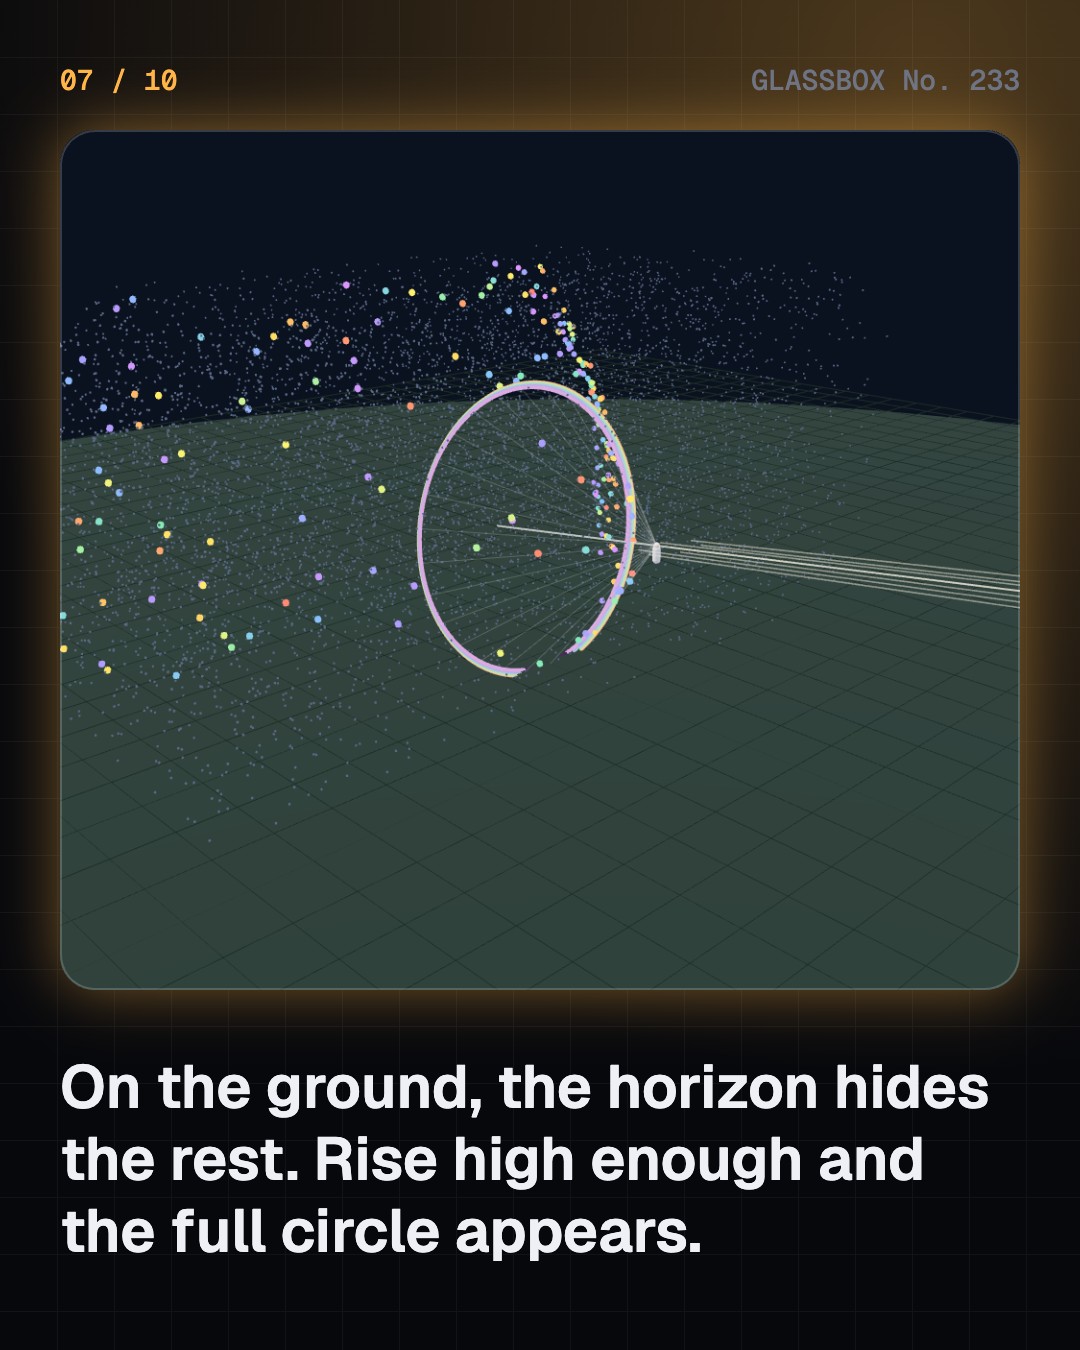 07 / 10
GLASSBOX No. 233
On the ground, the horizon hides
the rest. Rise high enough and
the full circle appears.